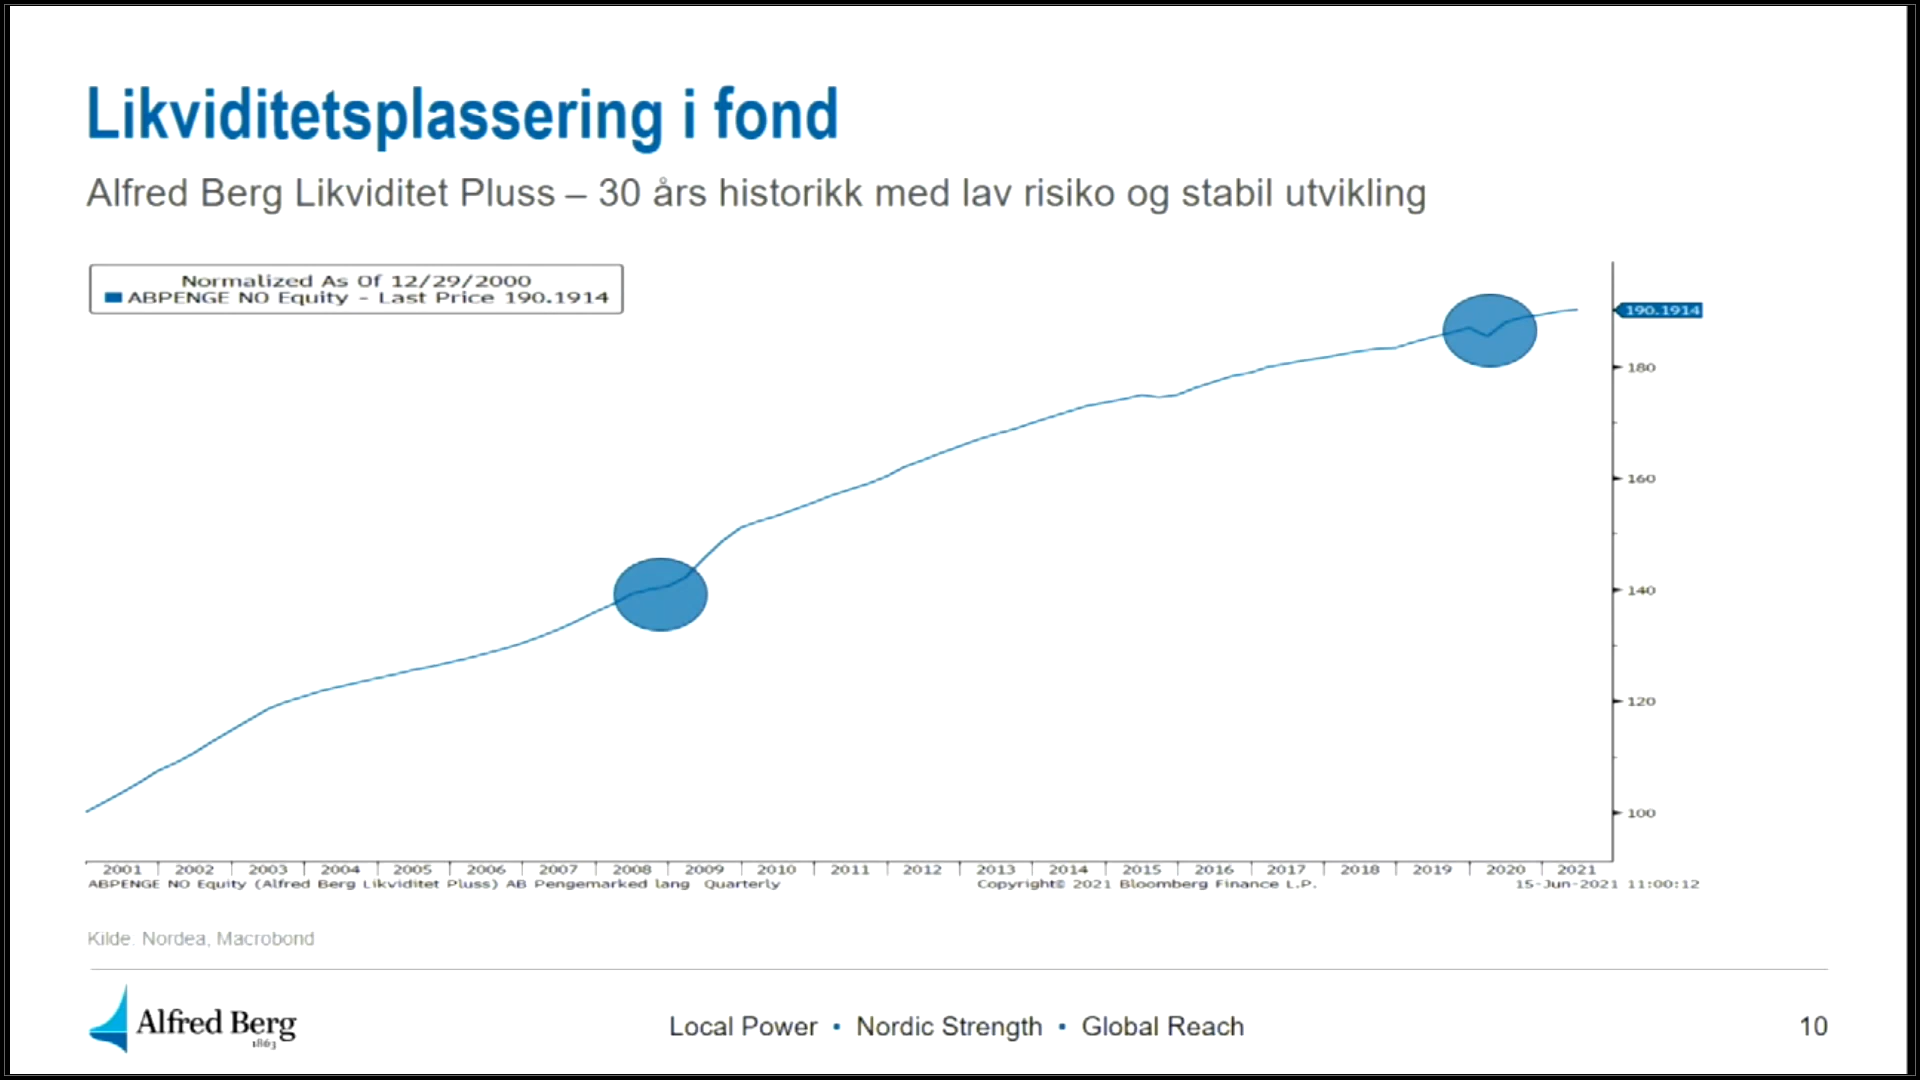 Likviditetsplassering i fond
Alfred Berg Likviditet Pluss – 30 års historikk med lav risiko og stabil utvikling
Normalized As Of 12/29/2000
ABPENGE NO Equity - Last Price 190.1914
190.1914
180
160
140
120
100
2001 2002 2003 2004 2005 2006 2007 2008 2009 2010 2011 2012 2013 2014 2015 2016 2017 2018 2019 2020 2021
ABPENGE NO Equity (Alfred Berg Likviditet Pluss) AB Pengemarked lang Quarterly Copyright© 2021 Bloomberg Finance L.P. 15-Jun-2021 11:00:12
Kilde. Nordea, Macrobond
Alfred Berg
1863
Local Power • Nordic Strength • Global Reach
10